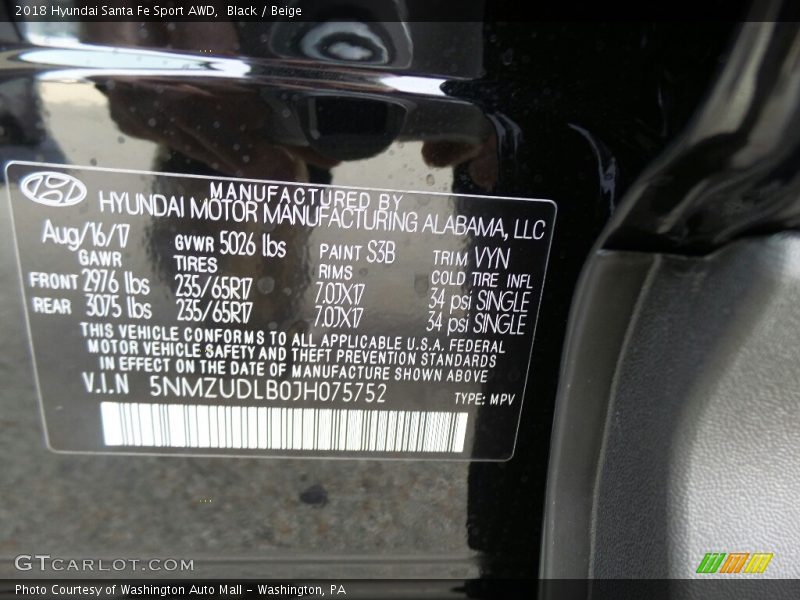 2018 Hyundai Santa Fe Sport AWD, Black / Beige
MANUFACTURED BY
HYUNDAI MOTOR MANUFACTURING ALABAMA, LLC
Aug/16/17 GVWR 5026 lbs PAINT S3B TRIM VYN
GAWR TIRES RIMS COLD TIRE INFL
FRONT 2976 lbs 235/65R17 7.0JX17 34 psi SINGLE
REAR 3075 lbs 235/65R17 7.0JX17 34 psi SINGLE
THIS VEHICLE CONFORMS TO ALL APPLICABLE U.S.A. FEDERAL
MOTOR VEHICLE SAFETY AND THEFT PREVENTION STANDARDS
IN EFFECT ON THE DATE OF MANUFACTURE SHOWN ABOVE
V.I.N 5NMZUDLB0JH075752 TYPE: MPV
GTCARLOT.COM
Photo Courtesy of Washington Auto Mall - Washington, PA